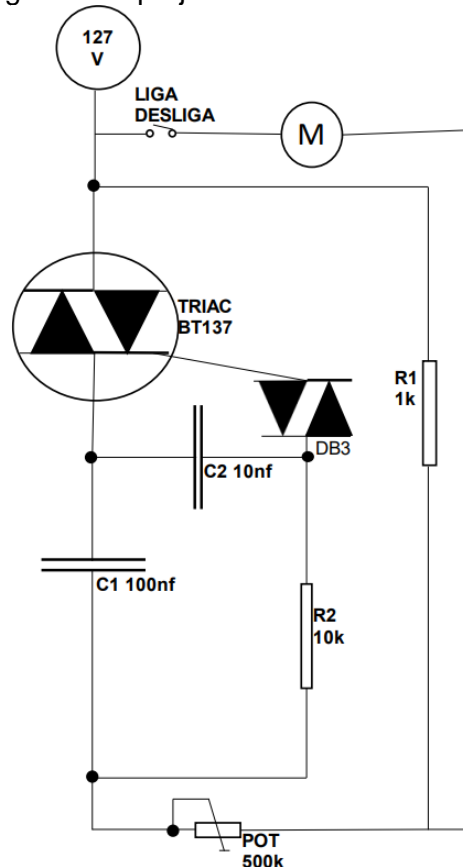 127
V
LIGA
DESLIGA
M
TRIAC
BT137
R1
1k
DB3
C2 10nf
C1 100nf
R2
10k
POT
500k